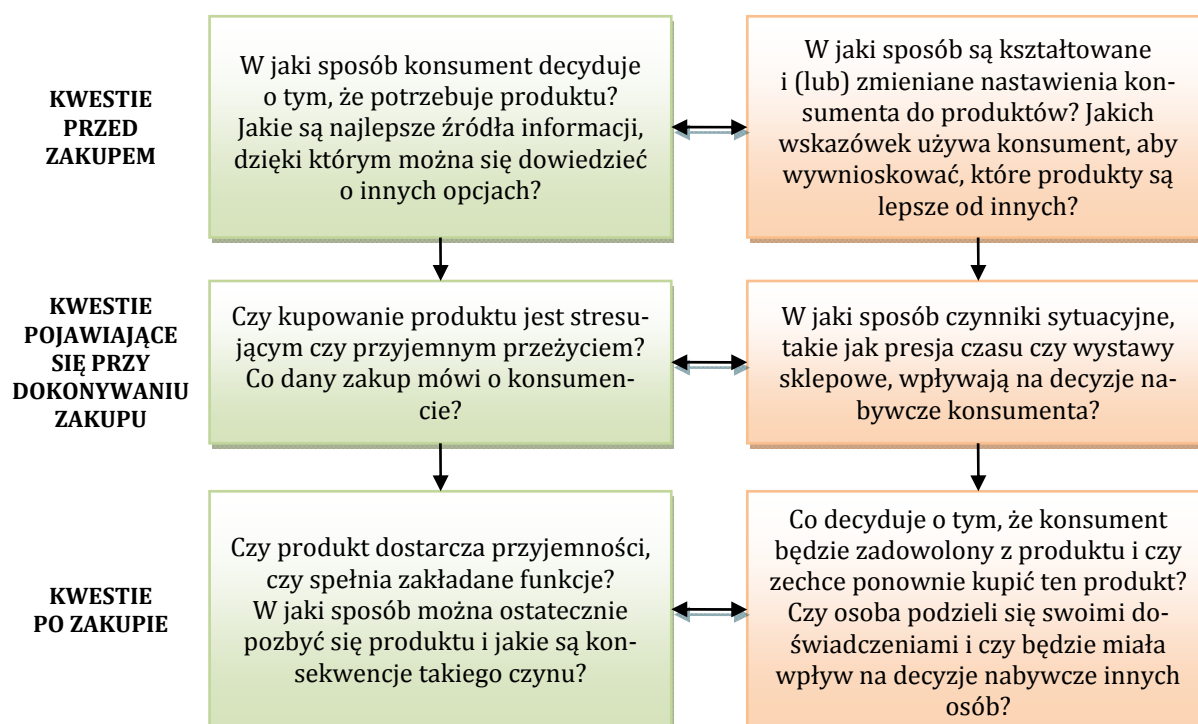 KWESTIE
PRZED
ZAKUPEM
W jaki sposób konsument decyduje
o tym, że potrzebuje produktu?
Jakie są najlepsze źródła informacji,
dzięki którym można się dowiedzieć
o innych opcjach?
W jaki sposób są kształtowane
i (lub) zmieniane nastawienia kon-
sumenta do produktów? Jakich
wskazówek używa konsument, aby
wywnioskować, które produkty są
lepsze od innych?
KWESTIE
POJAWIAJĄCE
SIĘ PRZY
DOKONYWANIU
ZAKUPU
Czy kupowanie produktu jest stresu-
jącym czy przyjemnym przeżyciem?
Co dany zakup mówi o konsumen-
cie?
W jaki sposób czynniki sytuacyjne,
takie jak presja czasu czy wystawy
sklepowe, wpływają na decyzje na-
bywcze konsumenta?
KWESTIE
PO ZAKUPIE
Czy produkt dostarcza przyjemności,
czy spełnia zakładane funkcje?
W jaki sposób można ostatecznie
pozbyć się produktu i jakie są kon-
sekwencje takiego czynu?
Co decyduje o tym, że konsument
będzie zadowolony z produktu i czy
zechce ponownie kupić ten produkt?
Czy osoba podzieli się swoimi do-
świadczeniami i czy będzie miała
wpływ na decyzje nabywcze innych
osób?